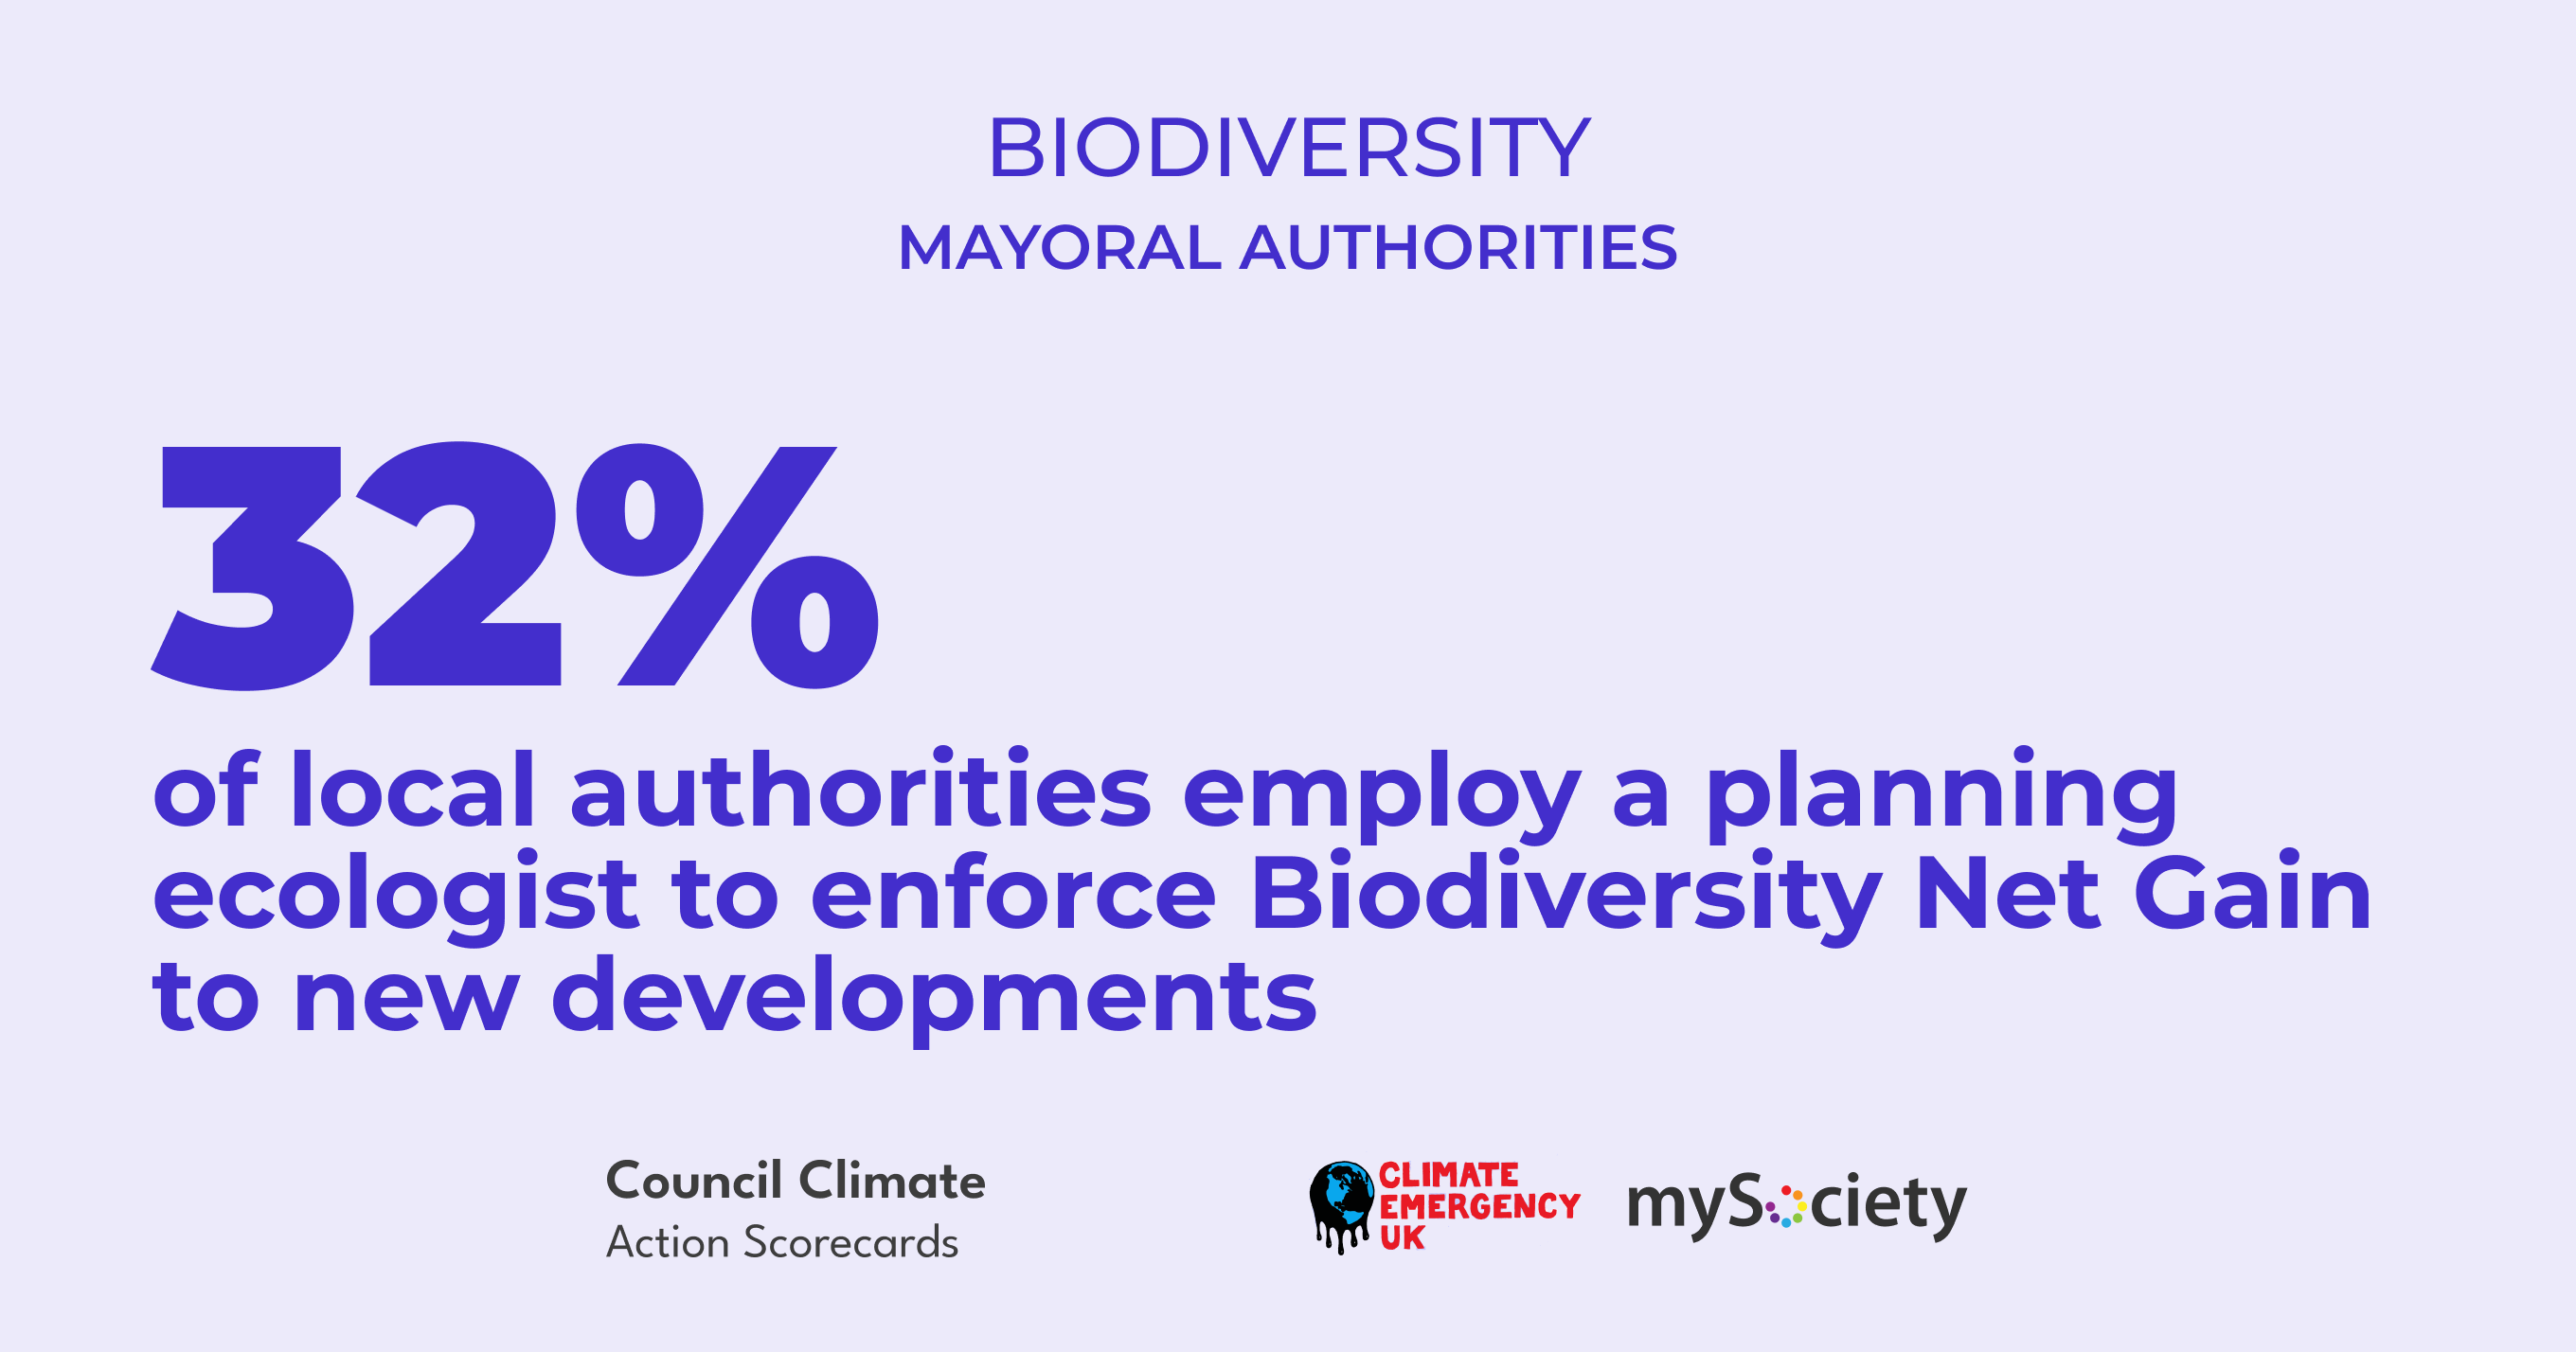 BIODIVERSITY
MAYORAL AUTHORITIES
32%
of local authorities employ a planning
ecologist to enforce Biodiversity Net Gain
to new developments
Council Climate
Action Scorecards
CLIMATE
EMERGENCY
UK
mySociety